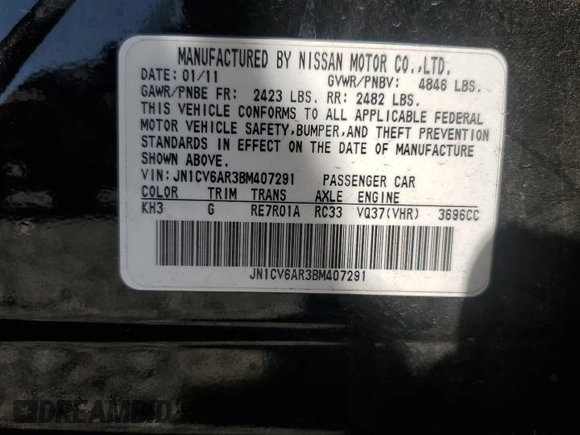 MANUFACTURED BY NISSAN MOTOR CO.,LTD.
DATE: 01/11 GVWR/PNBV: 4846 LBS.
GAWR/PNBE FR: 2423 LBS. RR: 2482 LBS.
THIS VEHICLE CONFORMS TO ALL APPLICABLE FEDERAL
MOTOR VEHICLE SAFETY,BUMPER,AND THEFT PREVENTION
STANDARDS IN EFFECT ON THE DATE OF MANUFACTURE
SHOWN ABOVE.
VIN: JN1CV6AR3BM407291 PASSENGER CAR
COLOR TRIM TRANS AXLE ENGINE
KH3 G RE7R01A RC33 VQ37(VHR) 3696CC
JN1CV6AR3BM407291
DREAMBID